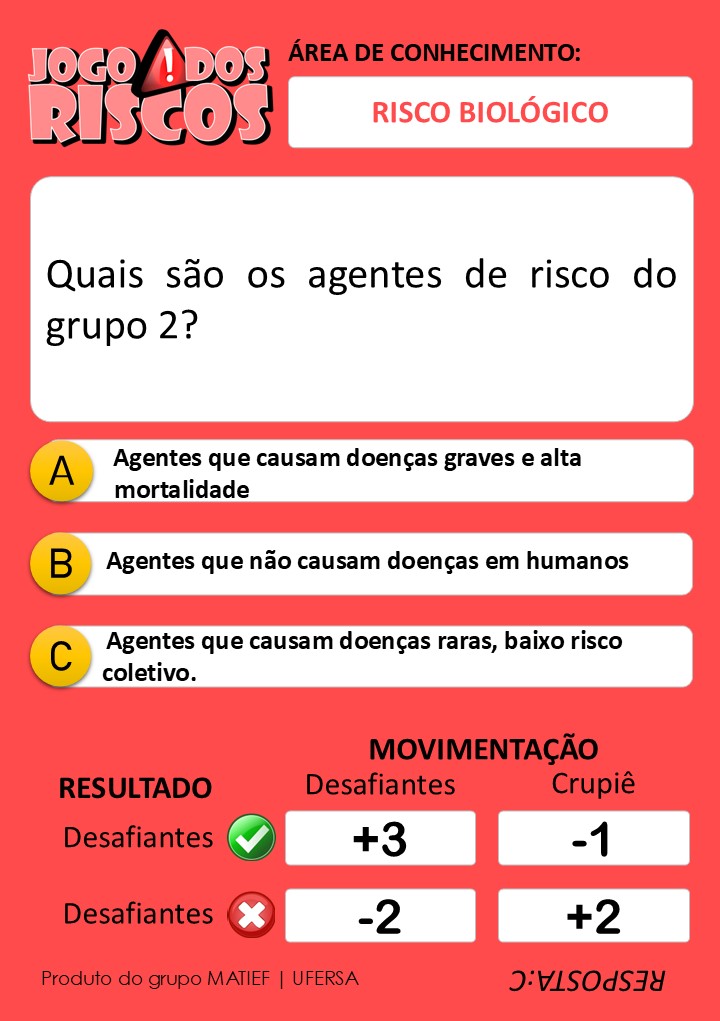 JOGO DOS
RISCOS
ÁREA DE CONHECIMENTO:
RISCO BIOLÓGICO
Quais são os agentes de risco do
grupo 2?
A
Agentes que causam doenças graves e alta
mortalidade
B
Agentes que não causam doenças em humanos
C
Agentes que causam doenças raras, baixo risco
coletivo.
MOVIMENTAÇÃO
RESULTADO
Desafiantes
Crupiê
Desafiantes
+3
-1
Desafiantes
-2
+2
Produto do grupo MATIEF | UFERSA
RESPOSTA:C